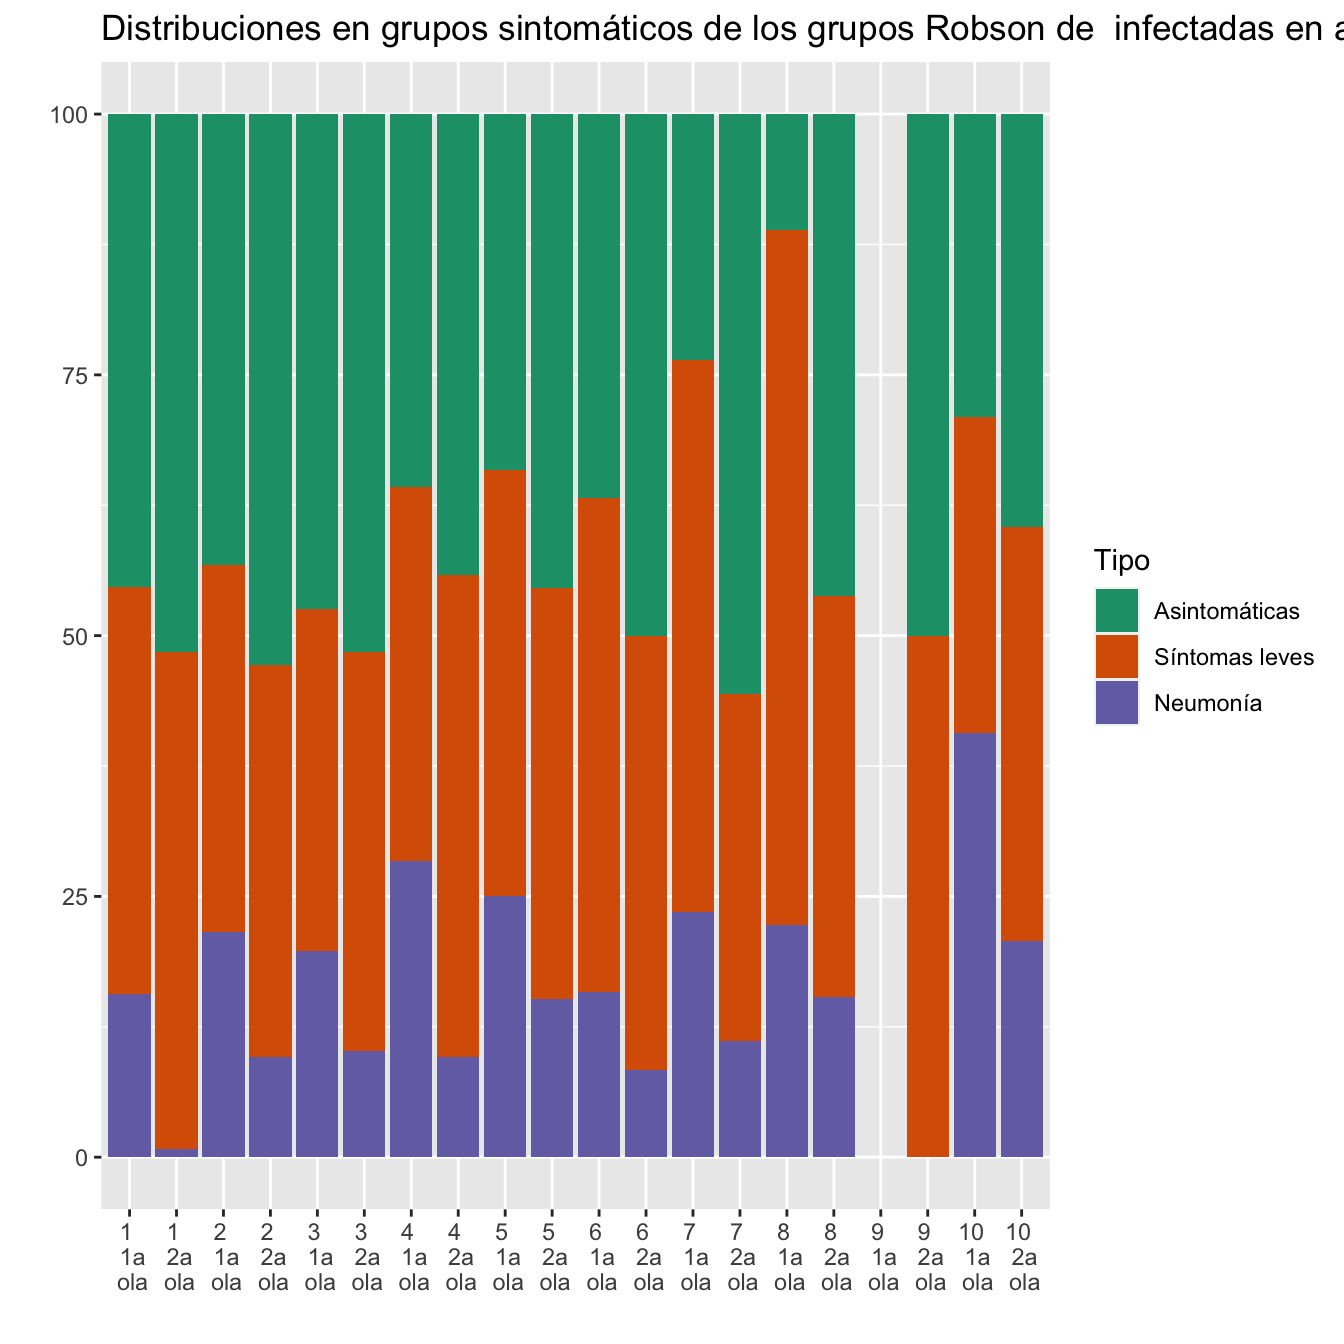 Distribuciones en grupos sintomáticos de los grupos Robson de  infectadas en a
100
75
50
25
0
Tipo
Asintomáticas
Síntomas leves
Neumonía
1 1 2 2 3 3 4 4 5 5 6 6 7 7 8 8 9 9 10 10
1a 2a 1a 2a 1a 2a 1a 2a 1a 2a 1a 2a 1a 2a 1a 2a 1a 2a 1a 2a
ola ola ola ola ola ola ola ola ola ola ola ola ola ola ola ola ola ola ola ola